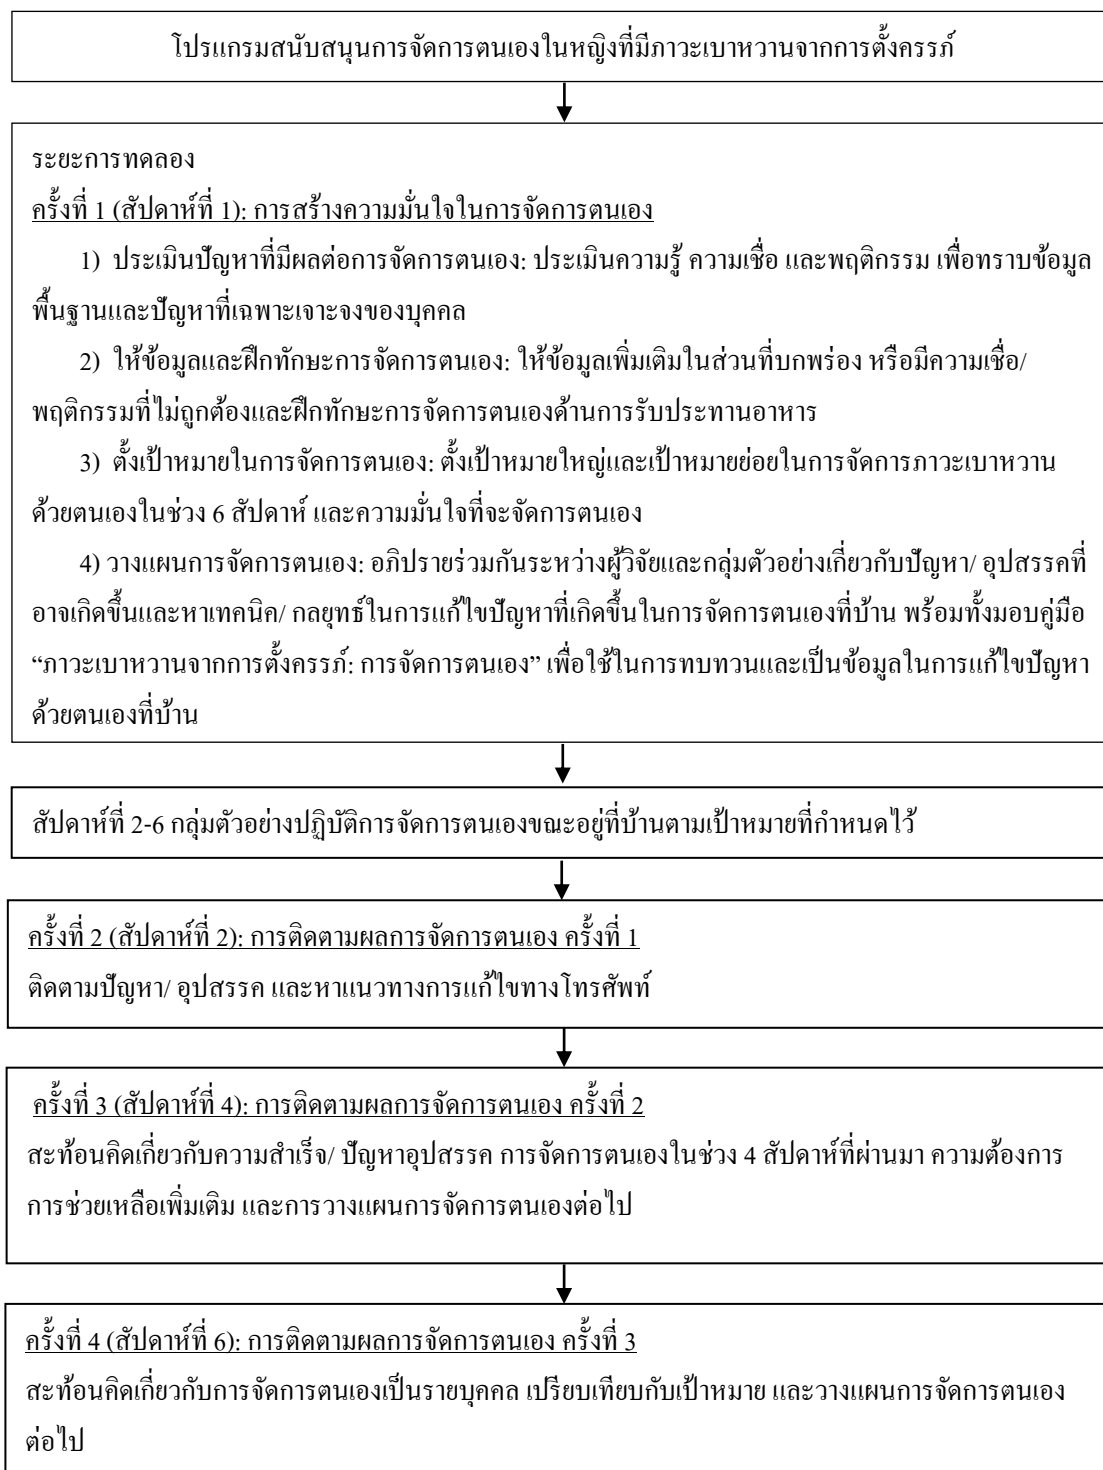 โปรแกรมสนับสนุนการจัดการตนเองในหญิงที่มีภาวะเบาหวานจากการตั้งครรภ์
ระยะการทดลอง
ครั้งที่ 1 (สัปดาห์ที่ 1): การสร้างความมั่นใจในการจัดการตนเอง
1) ประเมินปัญหาที่มีผลต่อการจัดการตนเอง: ประเมินความรู้ ความเชื่อ และพฤติกรรม เพื่อทราบข้อมูล
พื้นฐานและปัญหาที่เฉพาะเจาะจงของบุคคล
2) ให้ข้อมูลและฝึกทักษะการจัดการตนเอง: ให้ข้อมูลเพิ่มเติมในส่วนที่บกพร่อง หรือมีความเชื่อ/
พฤติกรรมที่ไม่ถูกต้องและฝึกทักษะการจัดการตนเองด้านการรับประทานอาหาร
3) ตั้งเป้าหมายในการจัดการตนเอง: ตั้งเป้าหมายใหญ่และเป้าหมายย่อยในการจัดการภาวะเบาหวาน
ด้วยตนเองในช่วง 6 สัปดาห์ และความมั่นใจที่จะจัดการตนเอง
4) วางแผนการจัดการตนเอง: อภิปรายร่วมกันระหว่างผู้วิจัยและกลุ่มตัวอย่างเกี่ยวกับปัญหา/ อุปสรรคที่
อาจเกิดขึ้นและหาเทคนิค/ กลยุทธ์ในการแก้ไขปัญหาที่เกิดขึ้นในการจัดการตนเองที่บ้าน พร้อมทั้งมอบคู่มือ
“ภาวะเบาหวานจากการตั้งครรภ์: การจัดการตนเอง” เพื่อใช้ในการทบทวนและเป็นข้อมูลในการแก้ไขปัญหา
ด้วยตนเองที่บ้าน
สัปดาห์ที่ 2-6 กลุ่มตัวอย่างปฏิบัติการจัดการตนเองขณะอยู่ที่บ้านตามเป้าหมายที่กำหนดไว้
ครั้งที่ 2 (สัปดาห์ที่ 2): การติดตามผลการจัดการตนเอง ครั้งที่ 1
ติดตามปัญหา/ อุปสรรค และหาแนวทางการแก้ไขทางโทรศัพท์
ครั้งที่ 3 (สัปดาห์ที่ 4): การติดตามผลการจัดการตนเอง ครั้งที่ 2
สะท้อนคิดเกี่ยวกับความสำเร็จ/ ปัญหาอุปสรรค การจัดการตนเองในช่วง 4 สัปดาห์ที่ผ่านมา ความต้องการ
การช่วยเหลือเพิ่มเติม และการวางแผนการจัดการตนเองต่อไป
ครั้งที่ 4 (สัปดาห์ที่ 6): การติดตามผลการจัดการตนเอง ครั้งที่ 3
สะท้อนคิดเกี่ยวกับการจัดการตนเองเป็นรายบุคคล เปรียบเทียบกับเป้าหมาย และวางแผนการจัดการตนเอง
ต่อไป